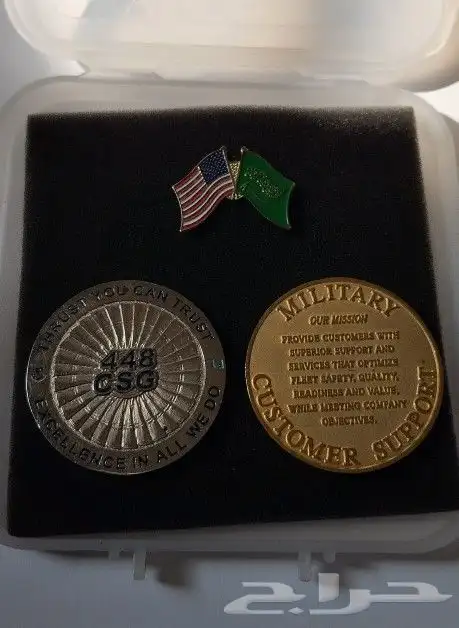 THRUST YOU CAN TRUST
448
CSG
EXCELLENCE IN ALL WE DO
MILITARY
OUR MISSION
PROVIDE CUSTOMERS WITH
SUPERIOR SUPPORT AND
SERVICES THAT OPTIMIZE
FLEET SAFETY, QUALITY,
READINESS AND VALUE,
WHILE MEETING COMPANY
OBJECTIVES.
CUSTOMER SUPPORT
حراج